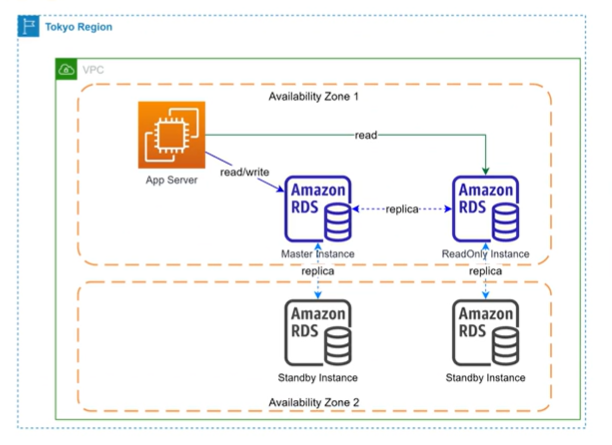 Tokyo Region
VPC
Availability Zone 1
read
App Server
read/write
Amazon
RDS
replica
Amazon
RDS
Master Instance
ReadOnly Instance
replica
replica
Amazon
RDS
Amazon
RDS
Standby Instance
Standby Instance
Availability Zone 2